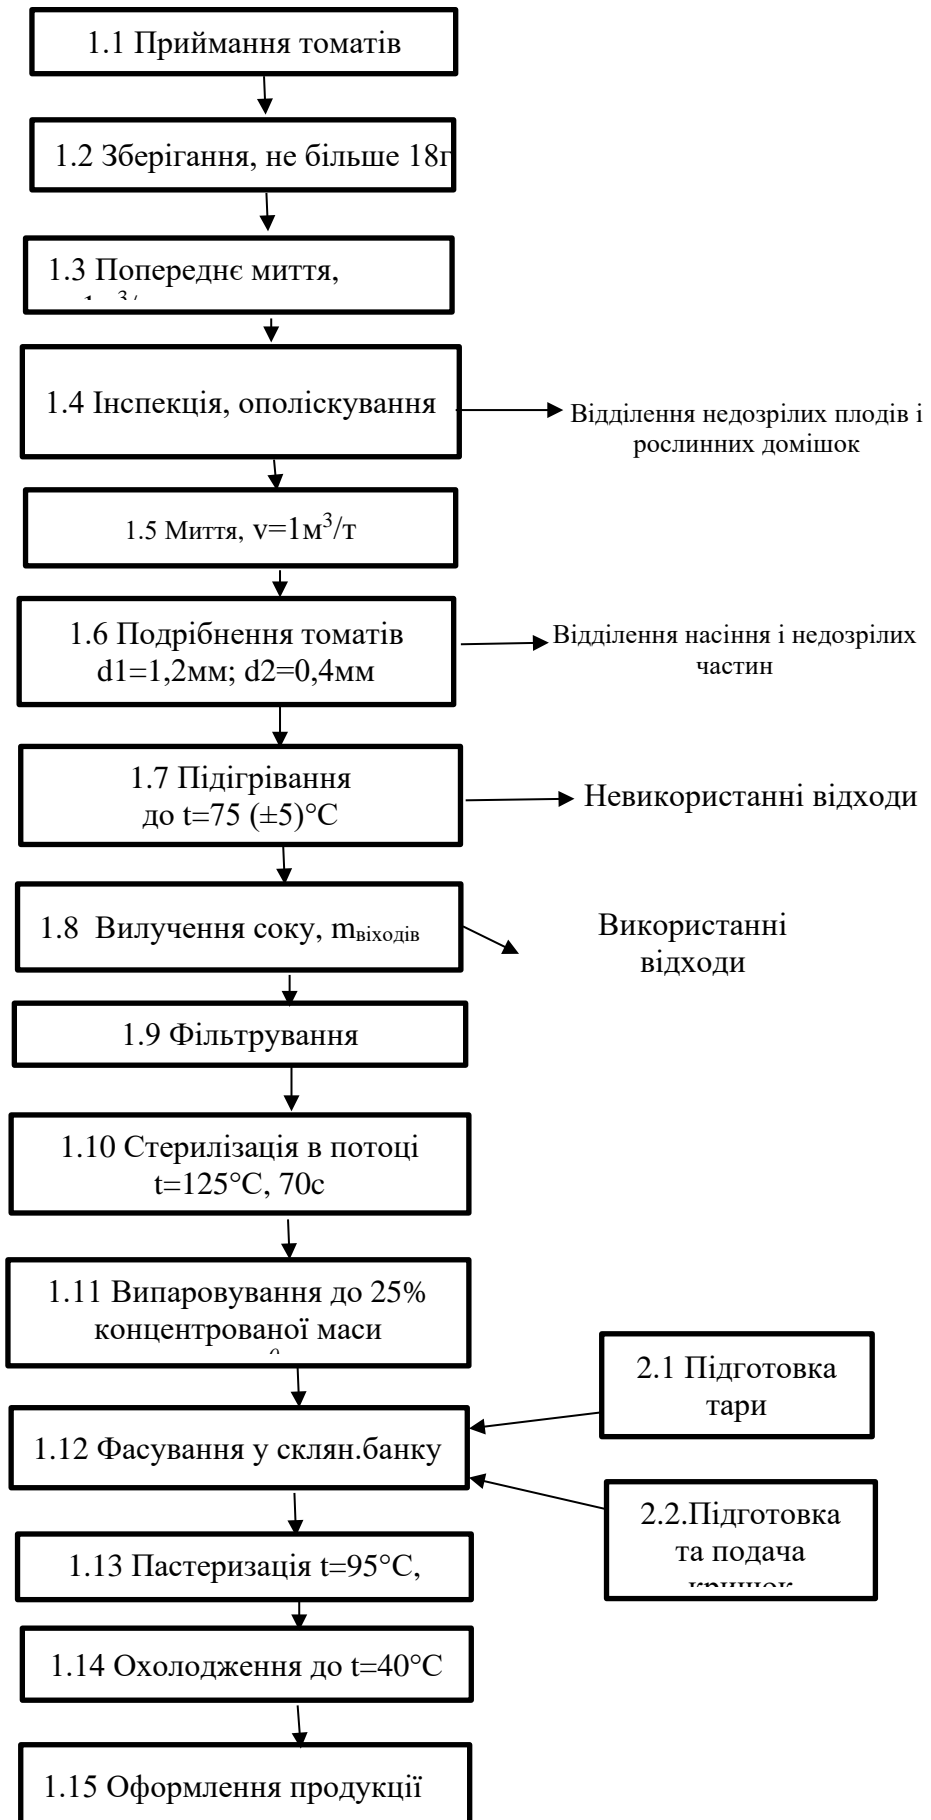 1.1 Приймання томатів
1.2 Зберігання, не більше 18г
1.3 Попереднє миття,
1.4 Інспекція, ополіскування
Відділення недозрілих плодів і
рослинних домішок
1.5 Миття, v=1м³/т
1.6 Подрібнення томатів
d1=1,2мм; d2=0,4мм
Відділення насіння і недозрілих
частин
1.7 Підігрівання
до t=75 (±5)°C
Невикористанні відходи
1.8 Вилучення соку, mвіходів
Використанні
відходи
1.9 Фільтрування
1.10 Стерилізація в потоці
t=125°C, 70с
1.11 Випаровування до 25%
концентрованої маси
2.1 Підготовка
тари
1.12 Фасування у склян.банку
2.2.Підготовка
та подача
кришок
1.13 Пастеризація t=95°C,
1.14 Охолодження до t=40°C
1.15 Оформлення продукції